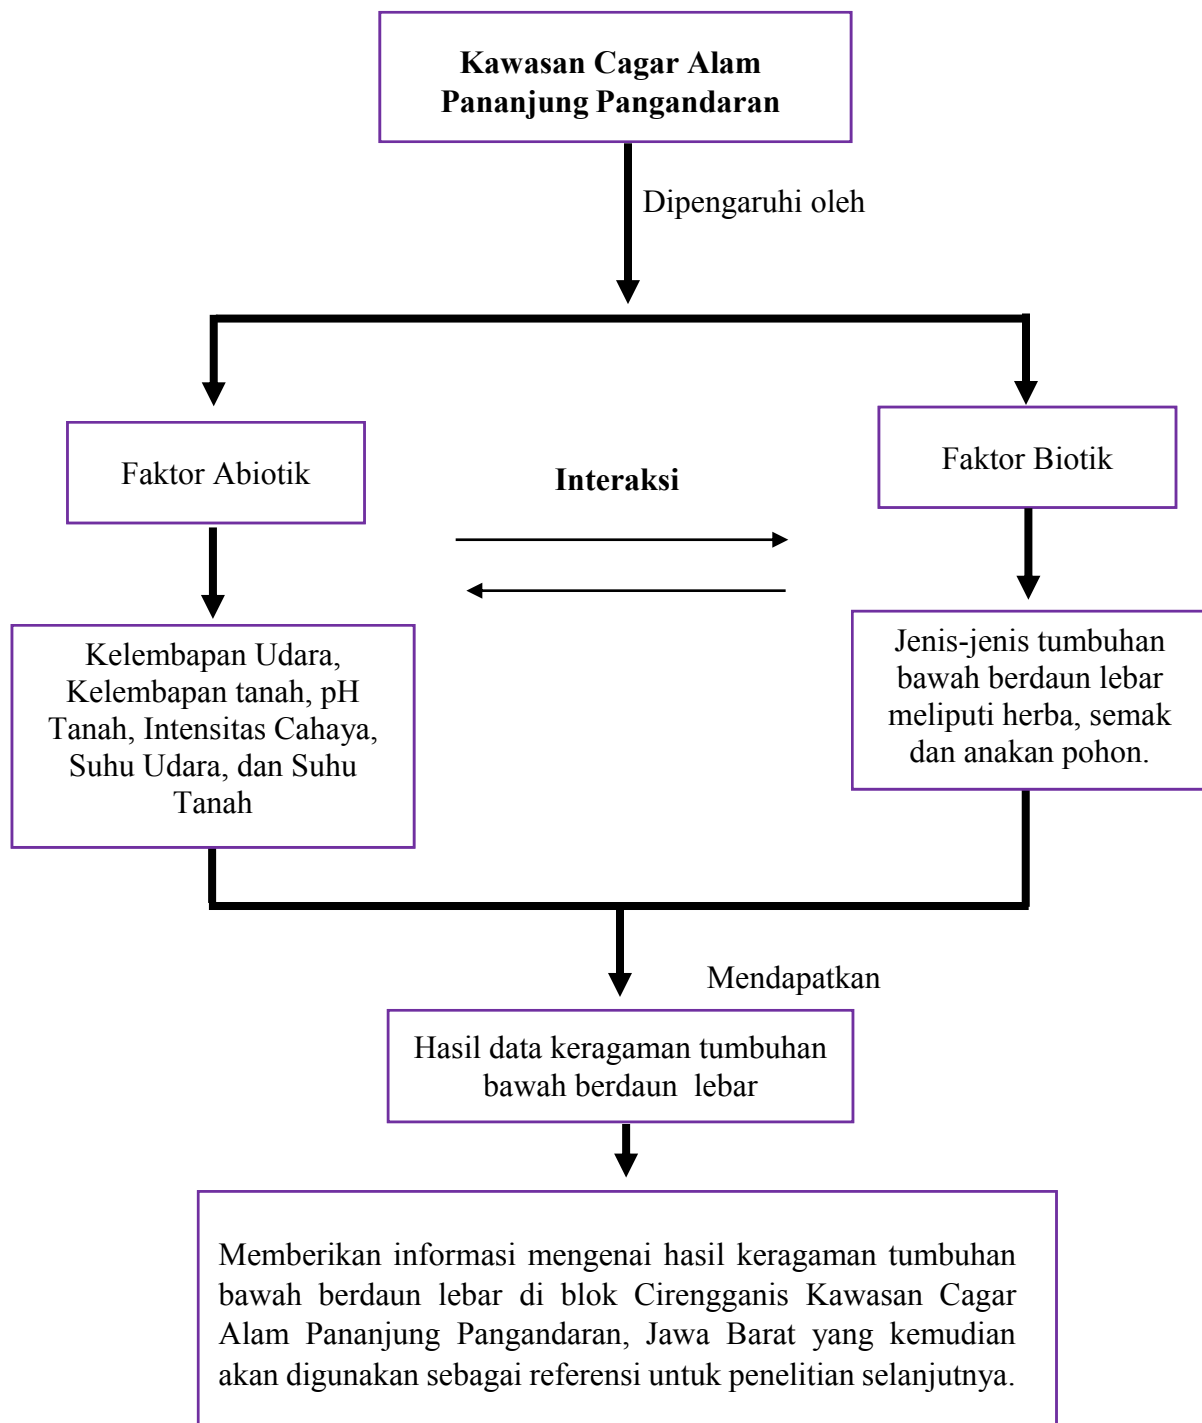 Kawasan Cagar Alam
Pananjung Pangandaran
Dipengaruhi oleh
Faktor Abiotik
Interaksi
Faktor Biotik
Kelembapan Udara,
Kelembapan tanah, pH
Tanah, Intensitas Cahaya,
Suhu Udara, dan Suhu
Tanah
Jenis-jenis tumbuhan
bawah berdaun lebar
meliputi herba, semak
dan anakan pohon.
Mendapatkan
Hasil data keragaman tumbuhan
bawah berdaun lebar
Memberikan informasi mengenai hasil keragaman tumbuhan
bawah berdaun lebar di blok Cirengganis Kawasan Cagar
Alam Pananjung Pangandaran, Jawa Barat yang kemudian
akan digunakan sebagai referensi untuk penelitian selanjutnya.